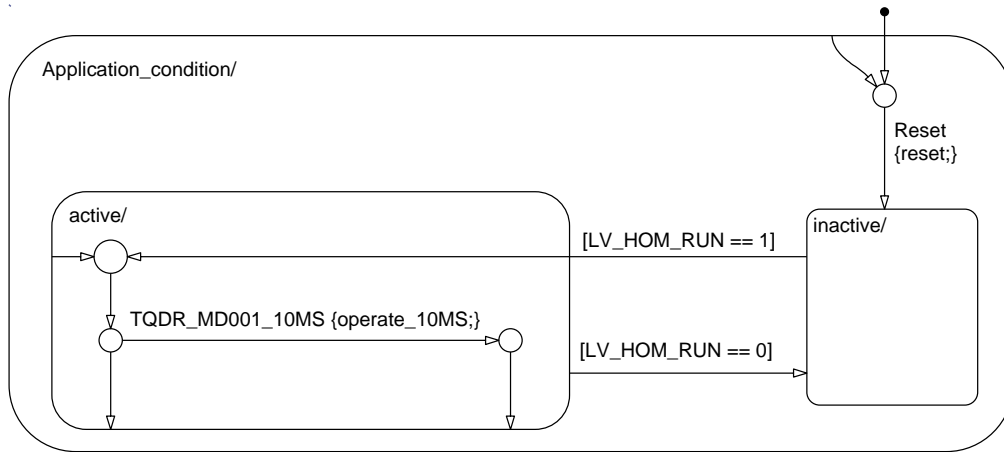 Application_condition/
Reset
{reset;}
active/
inactive/
[LV_HOM_RUN == 1]
TQDR_MD001_10MS {operate_10MS;}
[LV_HOM_RUN == 0]